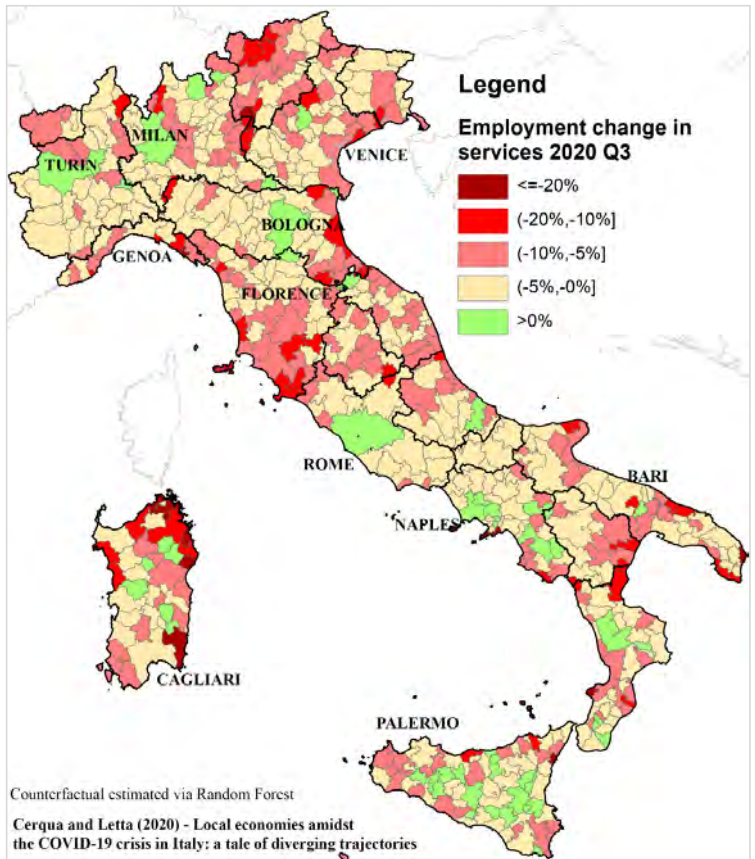 Legend
Employment change in
services 2020 Q3
<=-20%
(-20%,-10%]
(-10%,-5%]
(-5%,-0%]
>0%
MILAN
TURIN
VENICE
BOLOGNA
GENOA
FLORENCE
ROME
BARI
NAPLES
CAGLIARI
PALERMO
Counterfactual estimated via Random Forest
Cerqua and Letta (2020) - Local economies amidst
the COVID-19 crisis in Italy: a tale of diverging trajectories